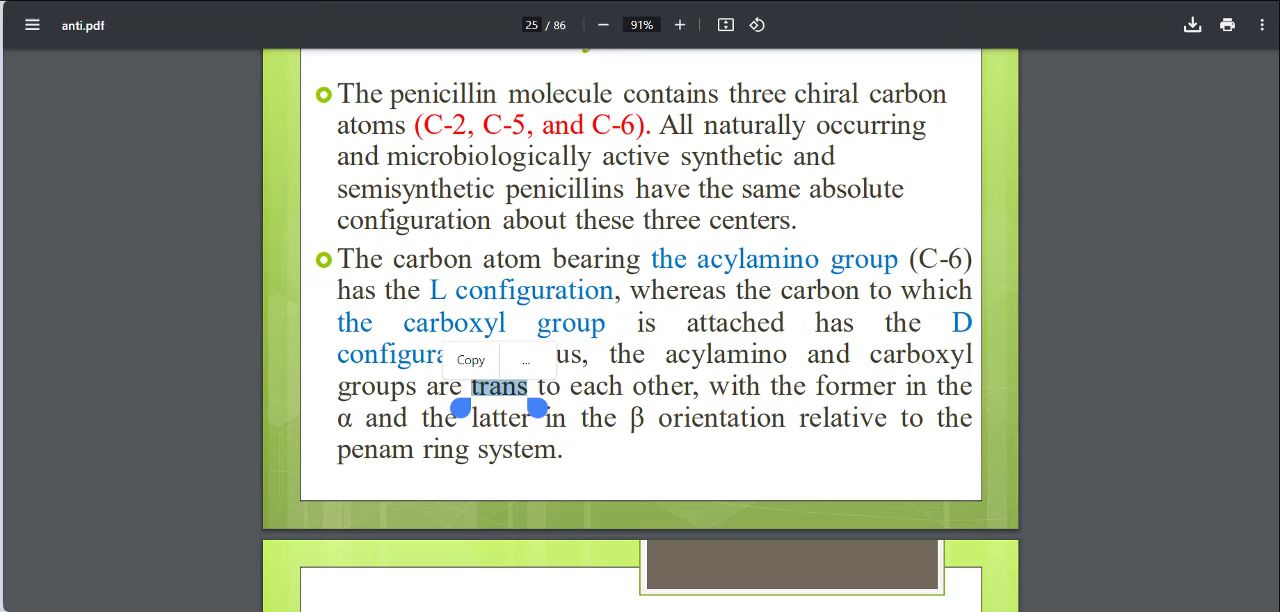 anti.pdf
25 / 86
91%
The penicillin molecule contains three chiral carbon
atoms (C-2, C-5, and C-6). All naturally occurring
and microbiologically active synthetic and
semisynthetic penicillins have the same absolute
configuration about these three centers.
The carbon atom bearing the acylamino group (C-6)
has the L configuration, whereas the carbon to which
the carboxyl group is attached has the D
us, the acylamino and carboxyl
Copy ...
groups are trans to each other, with the former in the
α and the latter in the β orientation relative to the
penam ring system.